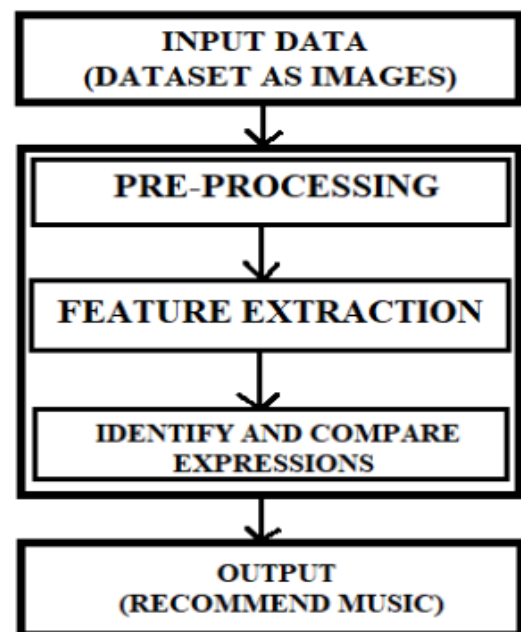 INPUT DATA
(DATASET AS IMAGES)
PRE-PROCESSING
FEATURE EXTRACTION
IDENTIFY AND COMPARE
EXPRESSIONS
OUTPUT
(RECOMMEND MUSIC)